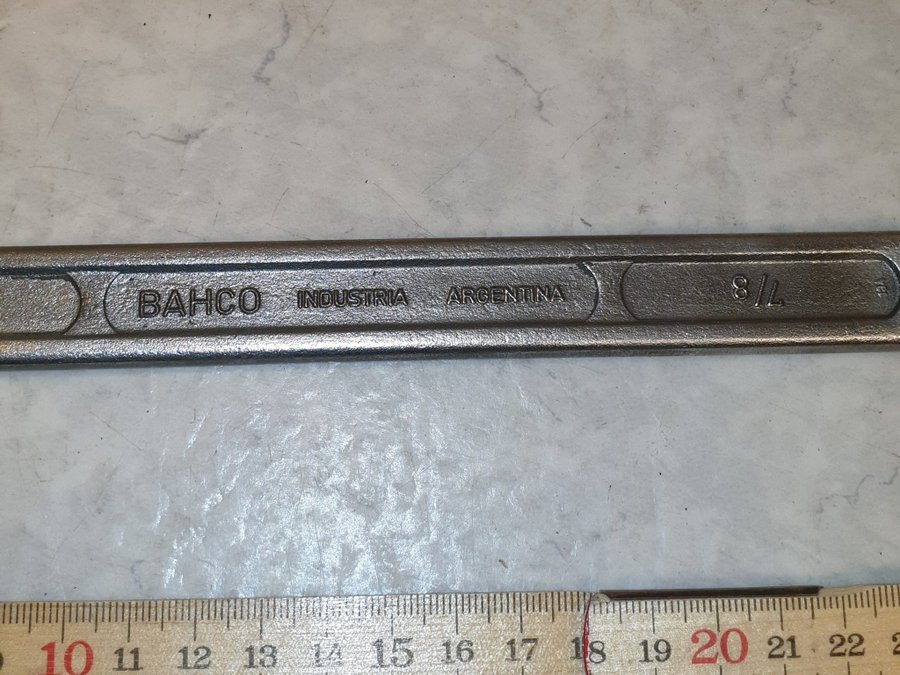 BAHCO INDUSTRIA ARGENTINA
7/8
10 11 12 13 14 15 16 17 18 19 20 21 22